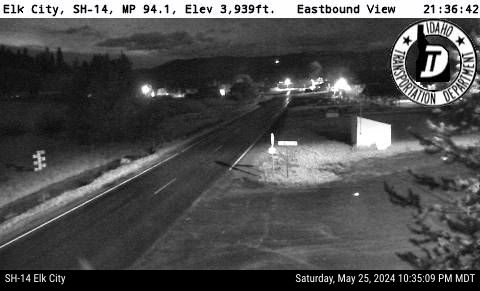 Elk City, SH-14, MP 94.1, Elev 3,939ft. Eastbound View 21:36:42
IDAHO
TRANSPORTATION DEPARTMENT
SH-14 Elk City Saturday, May 25, 2024 10:35:09 PM MDT